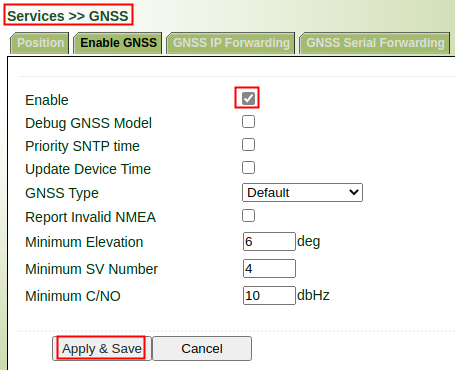 Services >> GNSS
Position Enable GNSS GNSS IP Forwarding GNSS Serial Forwarding
Enable
Debug GNSS Model
Priority SNTP time
Update Device Time
GNSS Type Default
Report Invalid NMEA
Minimum Elevation 6 deg
Minimum SV Number 4
Minimum C/NO 10 dbHz
Apply & Save Cancel